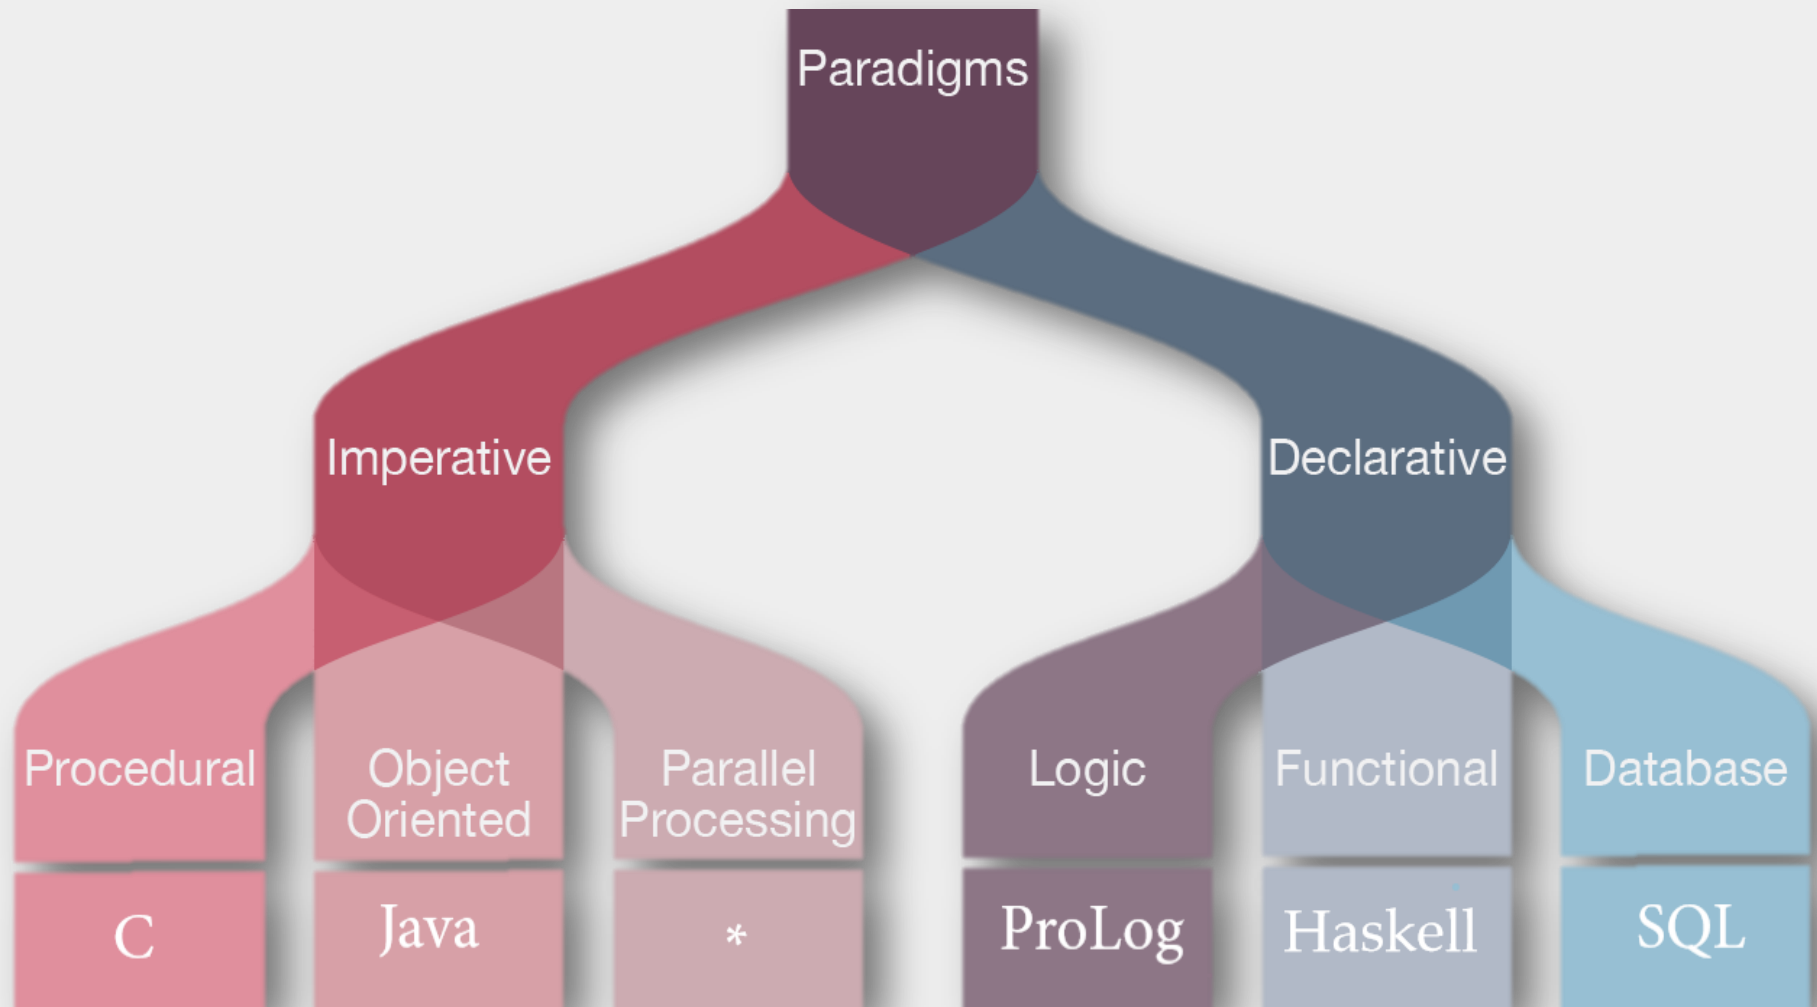 Paradigms
Imperative
Declarative
Procedural
Object
Oriented
Parallel
Processing
Logic
Functional
Database
C
Java
*
ProLog
Haskell
SQL